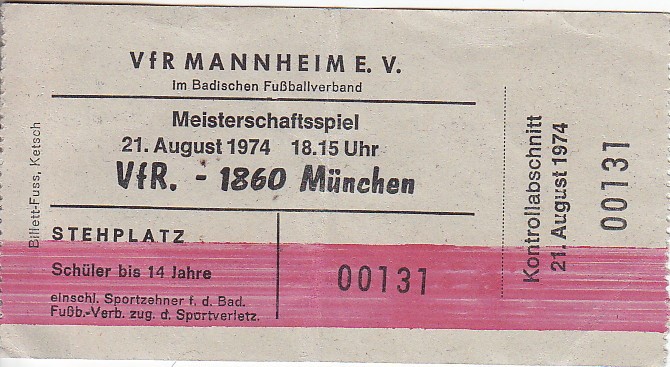 VfR MANNHEIM E. V.
im Badischen Fußballverband
Meisterschaftsspiel
21. August 1974 18.15 Uhr
VfR. - 1860 München
STEHPLATZ
Schüler bis 14 Jahre
einschl. Sportzehner f. d. Bad.
Fußb.-Verb. zug. d. Sportverletz.
00131
Billett-Fuss, Ketsch
Kontrollabschnitt
21. August 1974
00131